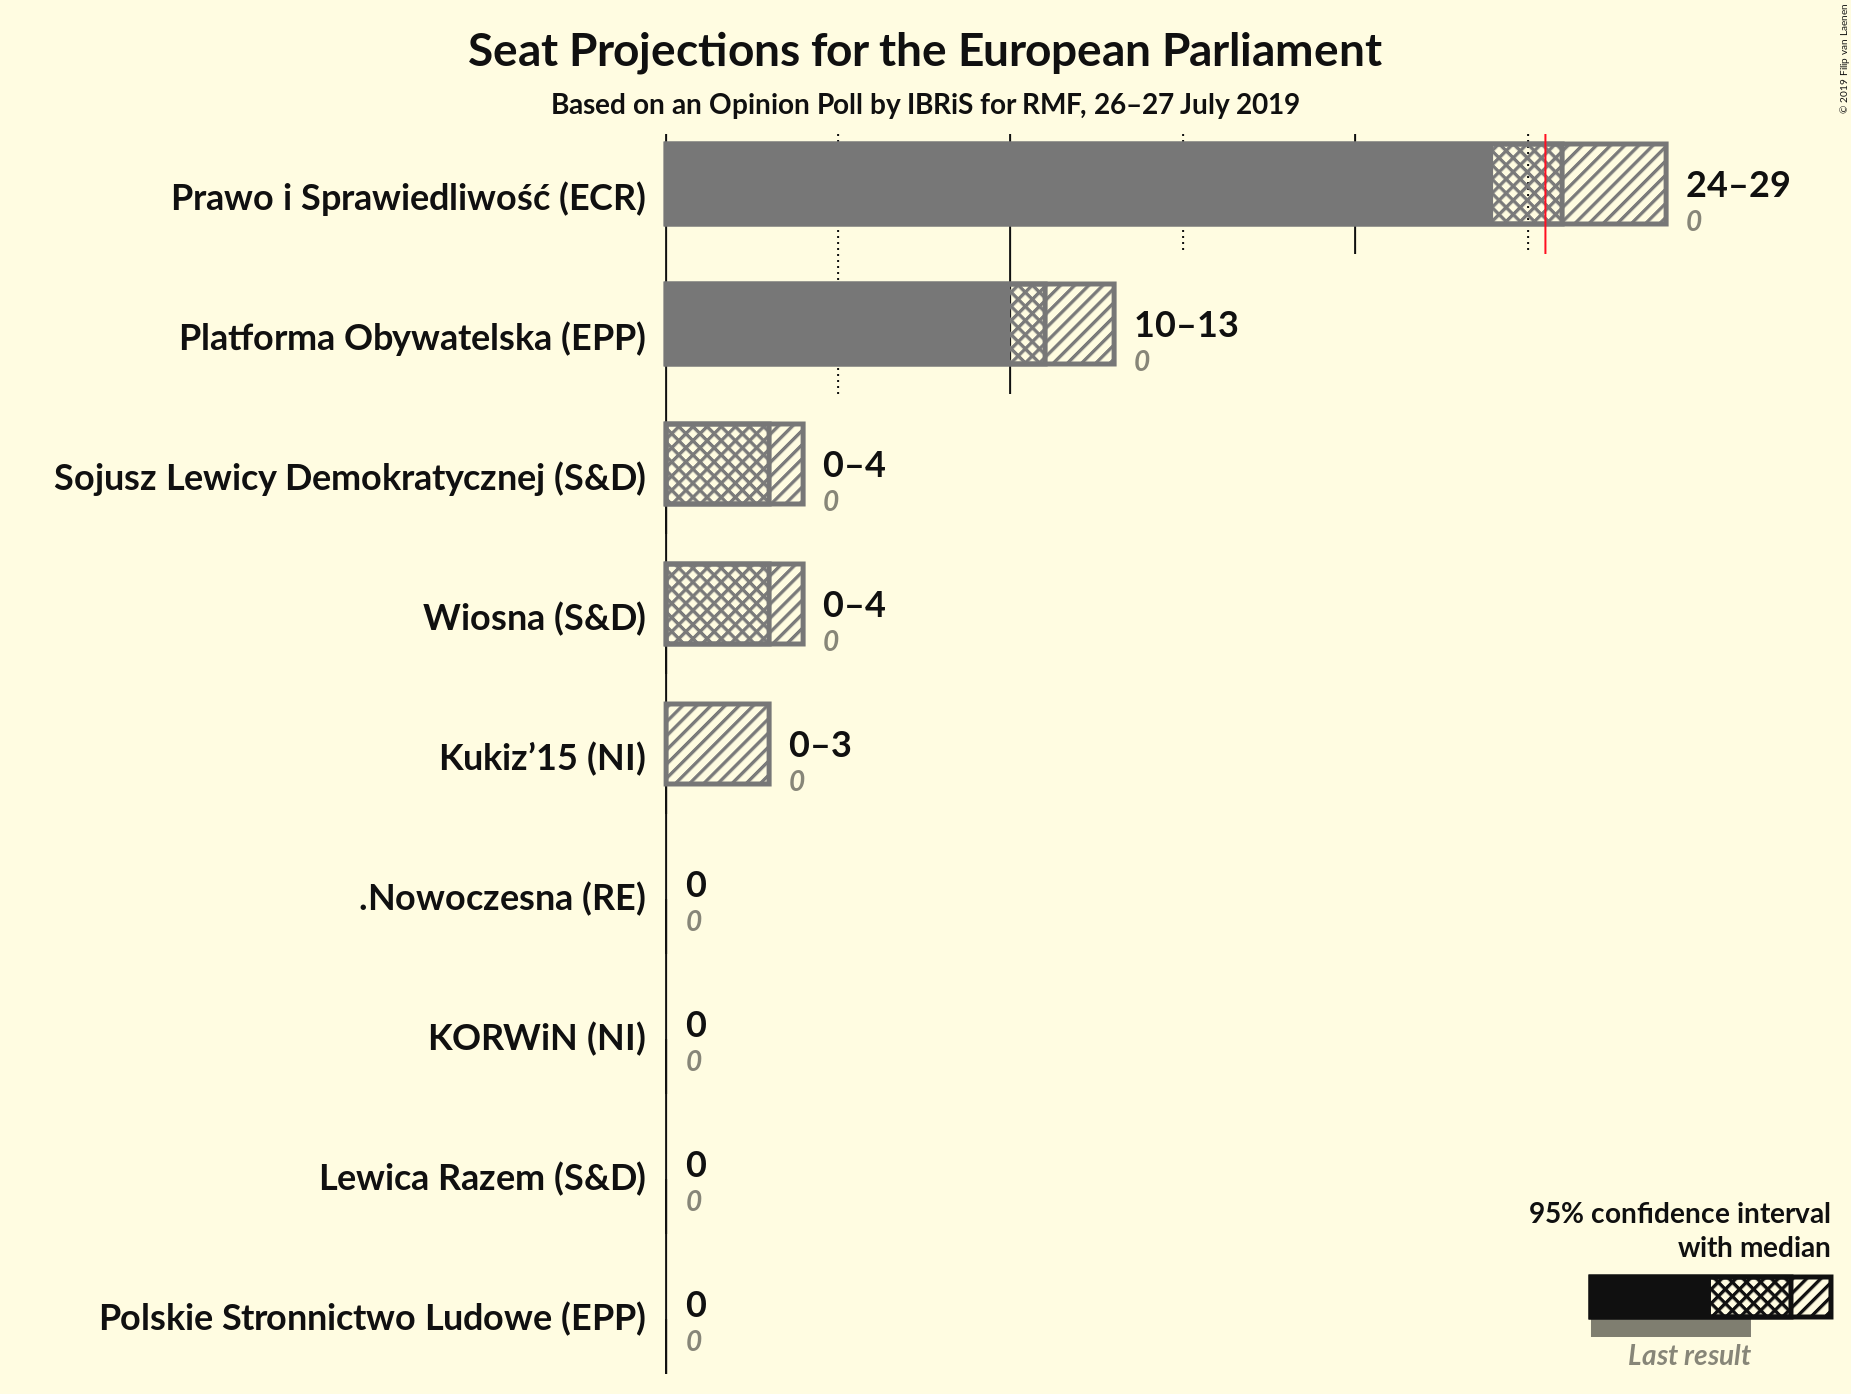 Seat Projections for the European Parliament
Based on an Opinion Poll by IBRiS for RMF, 26–27 July 2019
© 2019 Filip van Laenen
Prawo i Sprawiedliwość (ECR)
24–29
0
Platforma Obywatelska (EPP)
10–13
0
Sojusz Lewicy Demokratycznej (S&D)
0–4
0
Wiosna (S&D)
0–4
0
Kukiz’15 (NI)
0–3
0
.Nowoczesna (RE)
0
0
KORWiN (NI)
0
0
Lewica Razem (S&D)
0
0
Polskie Stronnictwo Ludowe (EPP)
0
0
95% confidence interval
with median
Last result